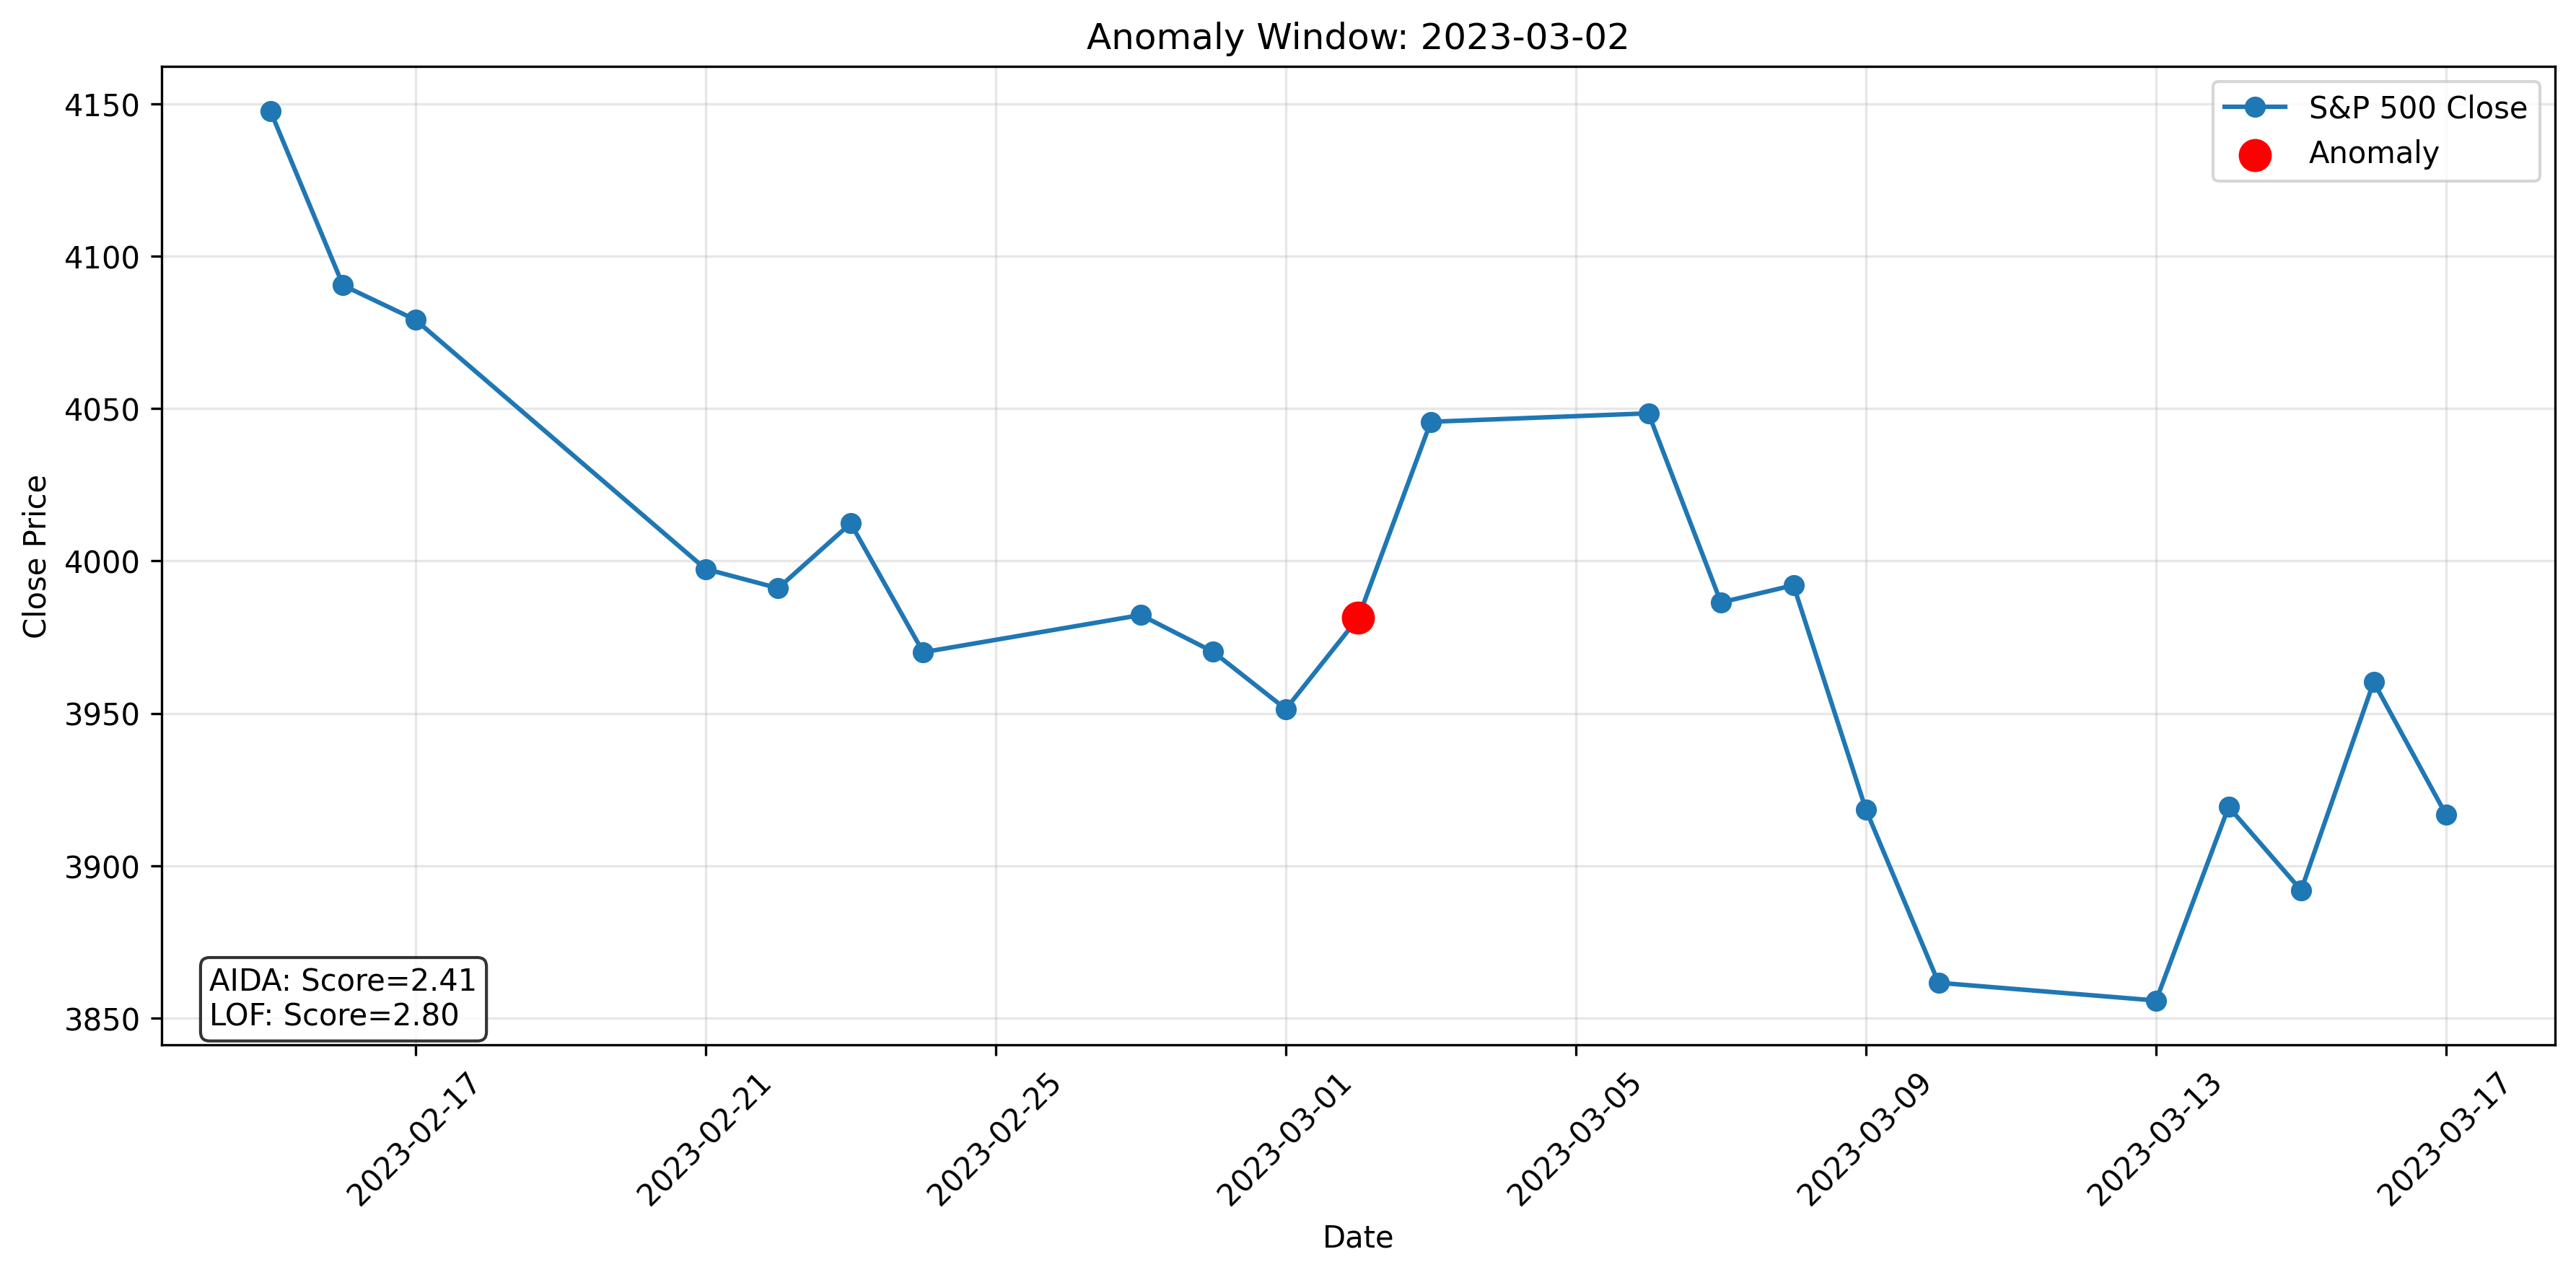 Anomaly Window: 2023-03-02
S&P 500 Close
Anomaly
Close Price
4150
4100
4050
4000
3950
3900
3850
AIDA: Score=2.41
LOF: Score=2.80
2023-02-17
2023-02-21
2023-02-25
2023-03-01
2023-03-05
2023-03-09
2023-03-13
2023-03-17
Date